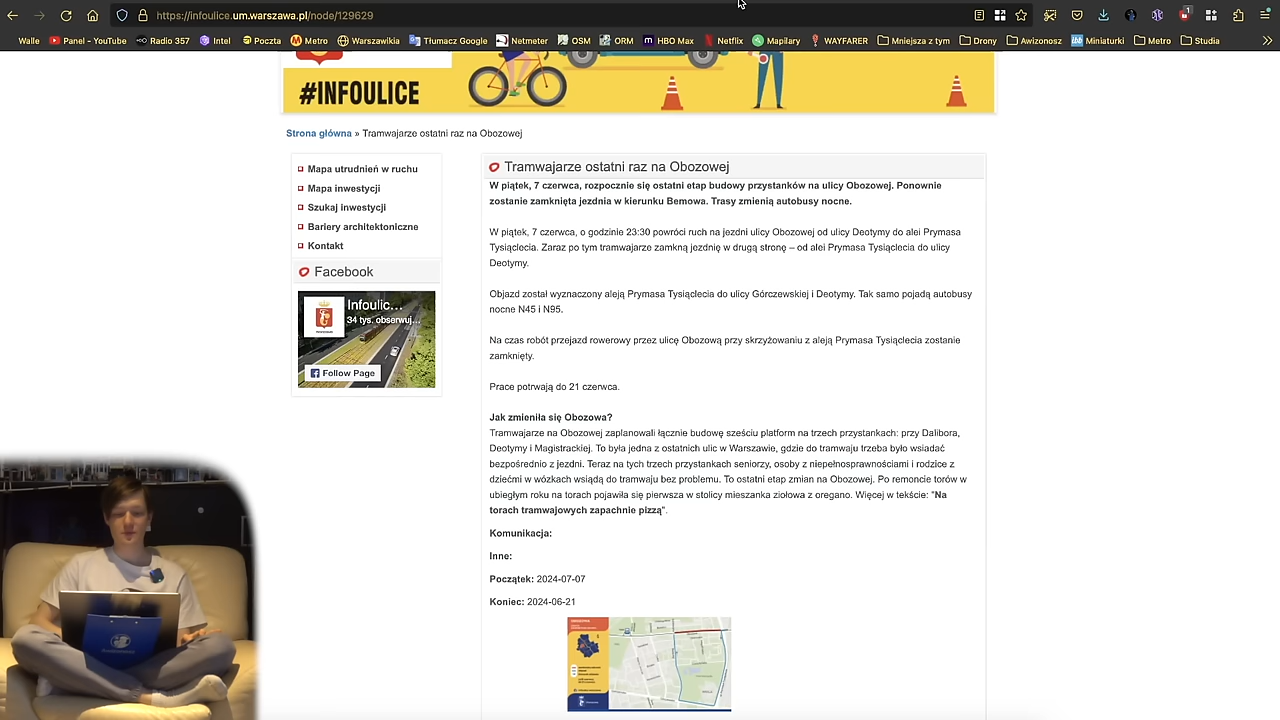 https://infoulice.um.warszawa.pl/node/129629
Walle Panel - YouTube Radio 357 Intel Poczta Metro Warszawikia Tłumacz Google Netmeter OSM ORM HBO Max Netflix Mapilary WAYFARER Mniejsza z tym Drony Awizonosz Miniaturki Metro Studia
#INFOULICE
Strona główna » Tramwajarze ostatni raz na Obozowej
Mapa utrudnień w ruchu
Mapa inwestycji
Szukaj inwestycji
Bariery architektoniczne
Kontakt
Facebook
Infoulic...
34 tys. obserwuj...
Follow Page
Tramwajarze ostatni raz na Obozowej
W piątek, 7 czerwca, rozpocznie się ostatni etap budowy przystanków na ulicy Obozowej. Ponownie
zostanie zamknięta jezdnia w kierunku Bemowa. Trasy zmienią autobusy nocne.
W piątek, 7 czerwca, o godzinie 23:30 powróci ruch na jezdni ulicy Obozowej od ulicy Deotymy do alei Prymasa
Tysiąclecia. Zaraz po tym tramwajarze zamkną jezdnię w drugą stronę – od alei Prymasa Tysiąclecia do ulicy
Deotymy.
Objazd został wyznaczony aleją Prymasa Tysiąclecia do ulicy Górczewskiej i Deotymy. Tak samo pojadą autobusy
nocne N45 i N95.
Na czas robót przejazd rowerowy przez ulicę Obozową przy skrzyżowaniu z aleją Prymasa Tysiąclecia zostanie
zamknięty.
Prace potrwają do 21 czerwca.
Jak zmieniła się Obozowa?
Tramwajarze na Obozowej zaplanowali łącznie budowę sześciu platform na trzech przystankach: przy Dalibora,
Deotymy i Magistrackiej. To była jedna z ostatnich ulic w Warszawie, gdzie do tramwaju trzeba było wsiadać
bezpośrednio z jezdni. Teraz na tych trzech przystankach seniorzy, osoby z niepełnosprawnościami i rodzice z
dziećmi w wózkach wsiądą do tramwaju bez problemu. To ostatni etap zmian na Obozowej. Po remoncie torów w
ubiegłym roku na torach pojawiła się pierwsza w stolicy mieszanka ziołowa z oregano. Więcej w tekście: "Na
torach tramwajowych zapachnie pizzą".
Komunikacja:
Inne:
Początek: 2024-07-07
Koniec: 2024-06-21